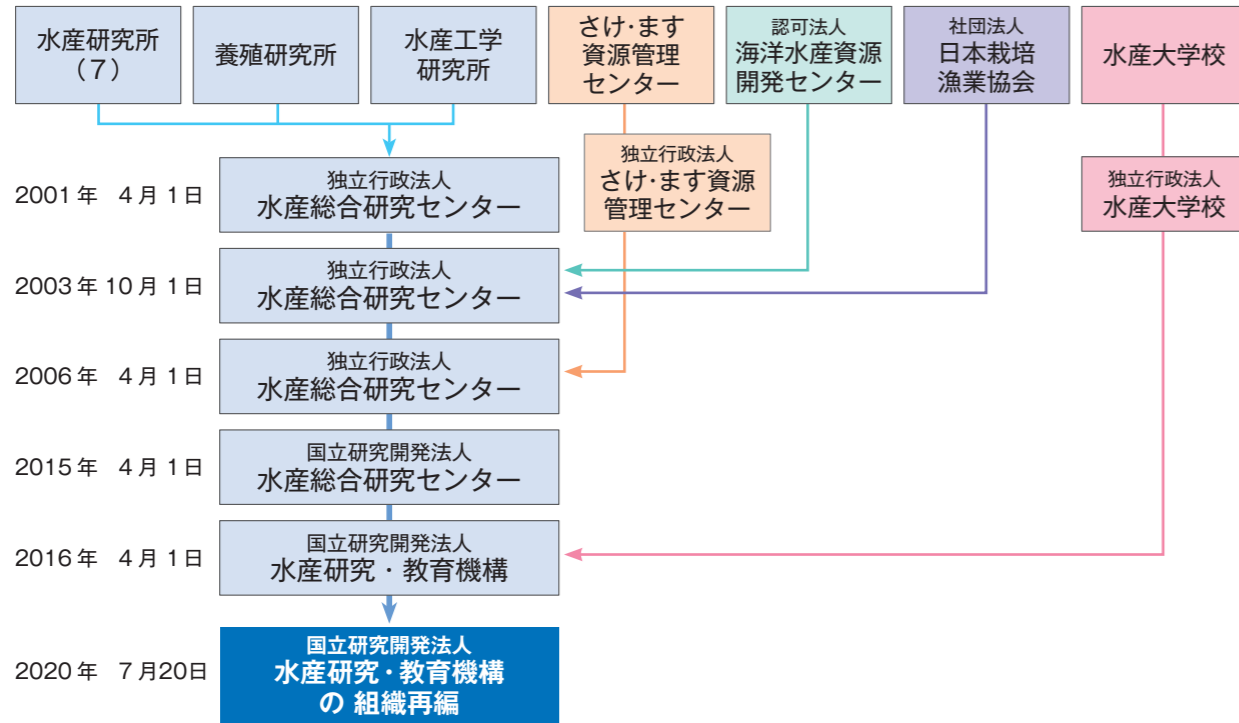 水産研究所
（7）
養殖研究所
水産工学
研究所
さけ・ます
資源管理
センター
認可法人
海洋水産資源
開発センター
社団法人
日本栽培
漁業協会
水産大学校
2001年 4月1日
独立行政法人
水産総合研究センター
独立行政法人
さけ・ます資源
管理センター
独立行政法人
水産大学校
2003年10月1日
独立行政法人
水産総合研究センター
2006年 4月1日
独立行政法人
水産総合研究センター
2015年 4月1日
国立研究開発法人
水産総合研究センター
2016年 4月1日
国立研究開発法人
水産研究・教育機構
2020年 7月20日
国立研究開発法人
水産研究・教育機構
の 組織再編